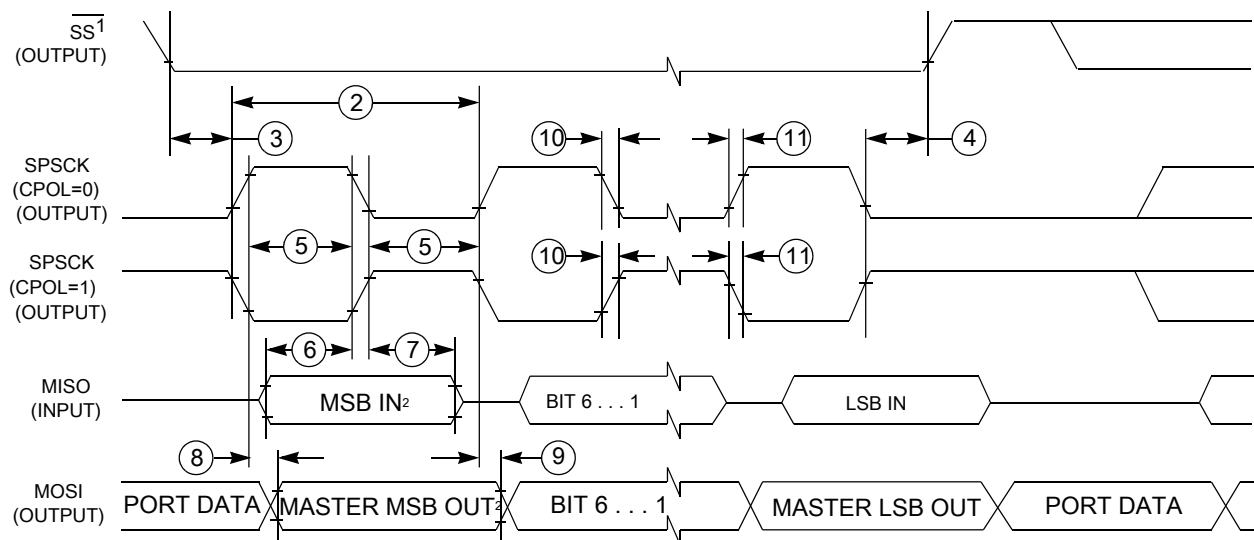 SS1
(OUTPUT)
2
3
10
11
4
SPSCK
(CPOL=0)
(OUTPUT)
5
5
10
11
SPSCK
(CPOL=1)
(OUTPUT)
6
7
MISO
(INPUT)
MSB IN2
BIT 6 . . . 1
LSB IN
8
9
MOSI
(OUTPUT)
PORT DATA
MASTER MSB OUT2
BIT 6 . . . 1
MASTER LSB OUT
PORT DATA